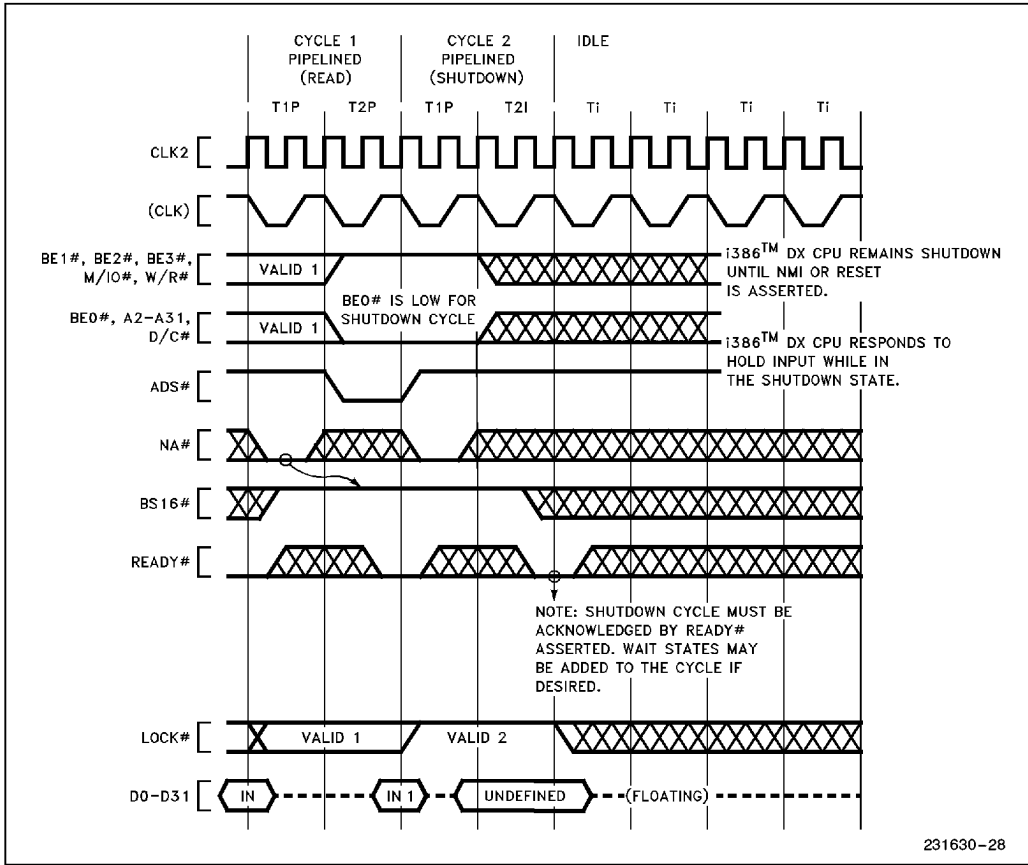 CYCLE 1
PIPELINED
(READ)
CYCLE 2
PIPELINED
(SHUTDOWN)
IDLE
T1P T2P T1P T2I Ti Ti Ti Ti
CLK2
(CLK)
BE1#, BE2#, BE3#,
M/IO#, W/R#
VALID 1
i386™ DX CPU REMAINS SHUTDOWN
UNTIL NMI OR RESET
IS ASSERTED.
BE0# IS LOW FOR
SHUTDOWN CYCLE
BE0#, A2-A31,
D/C#
VALID 1
i386™ DX CPU RESPONDS TO
HOLD INPUT WHILE IN
THE SHUTDOWN STATE.
ADS#
NA#
BS16#
READY#
NOTE: SHUTDOWN CYCLE MUST BE
ACKNOWLEDGED BY READY#
ASSERTED. WAIT STATES MAY
BE ADDED TO THE CYCLE IF
DESIRED.
LOCK#
VALID 1
VALID 2
D0-D31
IN
IN 1
UNDEFINED
(FLOATING)
231630-28